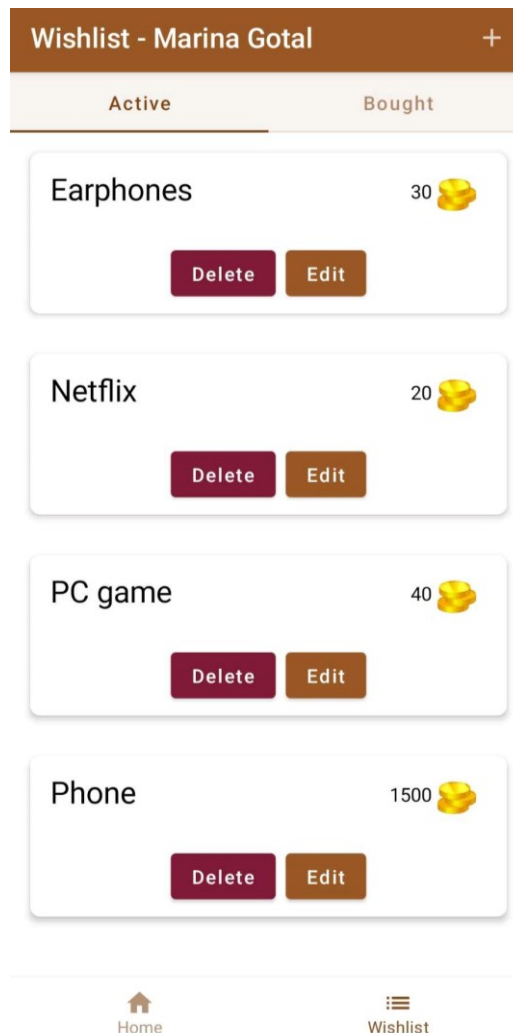 Wishlist - Marina Gotal +
Active Bought
Earphones 30
Delete Edit
Netflix 20
Delete Edit
PC game 40
Delete Edit
Phone 1500
Delete Edit
Home Wishlist